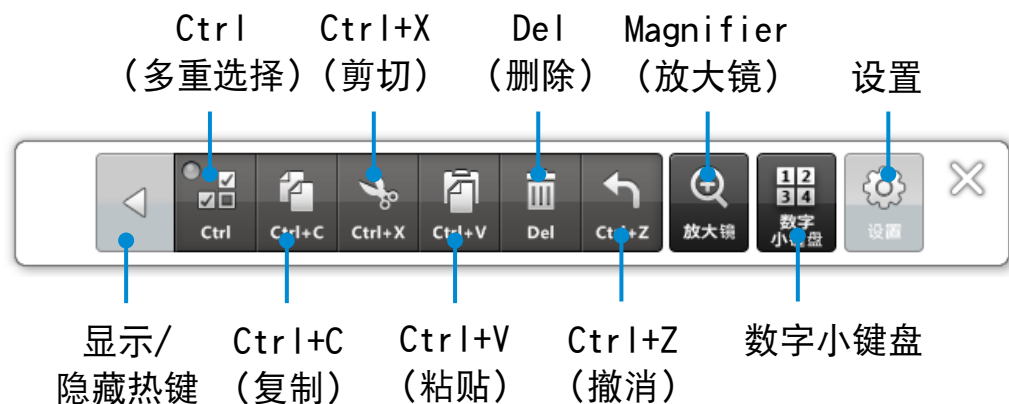 Ctrl
(多重选择)
Ctrl+X
(剪切)
Del
(删除)
Magnifier
(放大镜)
设置
Ctrl
Ctrl+C
Ctrl+X
Ctrl+V
Del
Ctrl+Z
放大镜
1 2
3 4
数字
小键盘
设置
显示/
隐藏热键
Ctrl+C
(复制)
Ctrl+V
(粘贴)
Ctrl+Z
(撤消)
数字小键盘